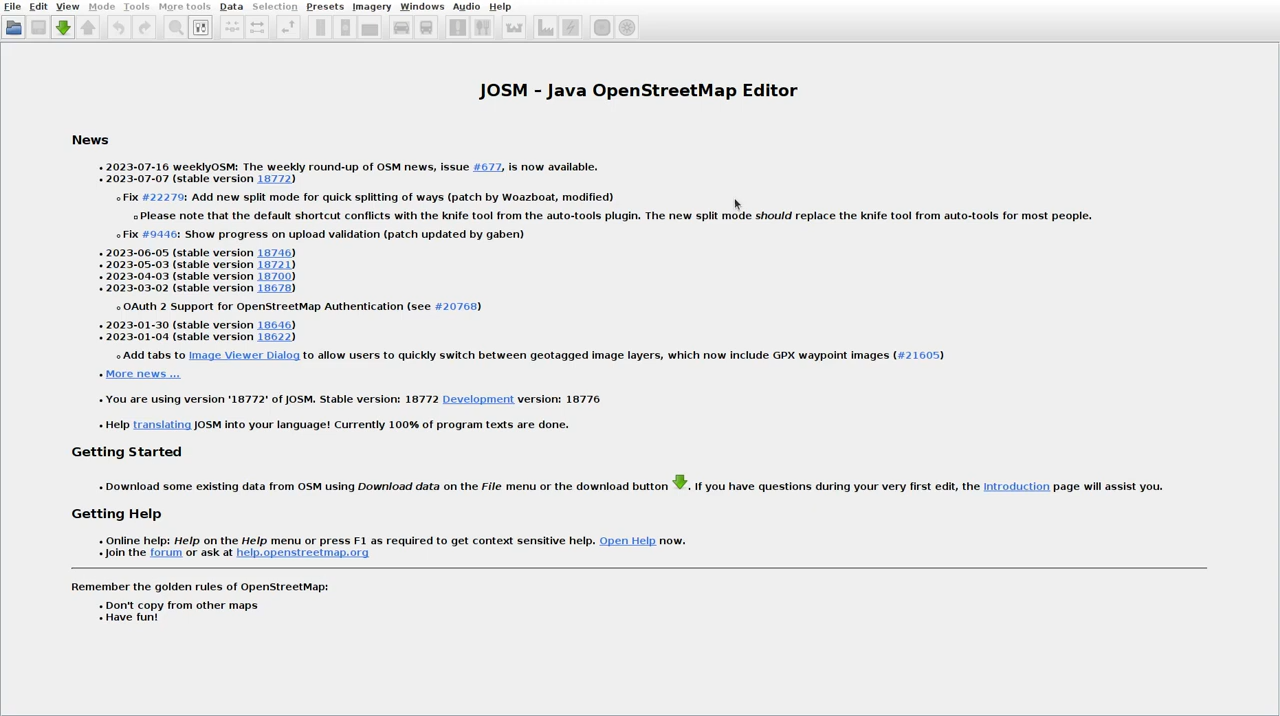 File Edit View Mode Tools More tools Data Selection Presets Imagery Windows Audio Help
JOSM – Java OpenStreetMap Editor
News
2023-07-16 weeklyOSM: The weekly round-up of OSM news, issue #677, is now available.
2023-07-07 (stable version 18772)
Fix #22279: Add new split mode for quick splitting of ways (patch by Woazboat, modified)
Please note that the default shortcut conflicts with the knife tool from the auto-tools plugin. The new split mode should replace the knife tool from auto-tools for most people.
Fix #9446: Show progress on upload validation (patch updated by gaben)
2023-06-05 (stable version 18746)
2023-05-03 (stable version 18721)
2023-04-03 (stable version 18700)
2023-03-02 (stable version 18678)
OAuth 2 Support for OpenStreetMap Authentication (see #20768)
2023-01-30 (stable version 18646)
2023-01-04 (stable version 18622)
Add tabs to Image Viewer Dialog to allow users to quickly switch between geotagged image layers, which now include GPX waypoint images (#21605)
More news ...
You are using version '18772' of JOSM. Stable version: 18772 Development version: 18776
Help translating JOSM into your language! Currently 100% of program texts are done.
Getting Started
Download some existing data from OSM using Download data on the File menu or the download button . If you have questions during your very first edit, the Introduction page will assist you.
Getting Help
Online help: Help on the Help menu or press F1 as required to get context sensitive help. Open Help now.
Join the forum or ask at help.openstreetmap.org
Remember the golden rules of OpenStreetMap:
Don't copy from other maps
Have fun!